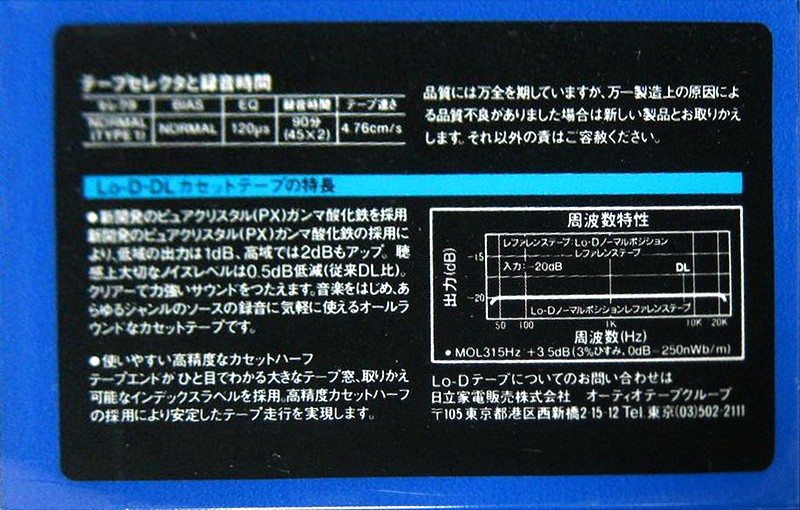 テープセレクタと録音時間
セレクタ BIAS EQ 録音時間 テープ速さ
NORMAL (TYPE I) NORMAL 120μs 90分 (45×2) 4.76cm/s
品質には万全を期していますか、万一製造上の原因によ
る品質不良がありました場合は新しい製品とお取りかえ
します。それ以外の責はご容赦ください。
Lo-D-DLカセットテープの特長
●新開発のピュアクリスタル(PX)ガンマ酸化鉄を採用
新開発のピュアクリスタル(PX)ガンマ酸化鉄の採用に
より、低域の出力は1dB、高域では2dBもアップ。聴
感上大切なノイズレベルは0.5dB低減(従来DL比)。
クリアーで力強いサウンドをつたえます。音楽をはじめ、あ
らゆるジャンルのソースの録音に気軽に使えるオールラ
ウンドなカセットテープです。
●使いやすい高精度なカセットハーフ
テープエンドがひと目でわかる大きなテープ窓、取りかえ
可能なインデックスラベルを採用。高精度カセットハーフ
の採用により安定したテープ走行を実現します。
周波数特性
レファレンステープ:Lo-Dノーマルポジション
レファレンステープ
入力:-20dB
DL
出力(dB)
-15
-20
Lo-Dノーマルポジションレファレンステープ
50 100 1K 10K 20K
周波数(Hz)
●MOL315Hz +3.5dB(3%ひずみ、0dB=250nWb/m)
Lo-Dテープについてのお問い合わせは
日立家電販売株式会社 オーディオテープグループ
〒105東京都港区西新橋2-15-12 Tel.東京(03)502-2111